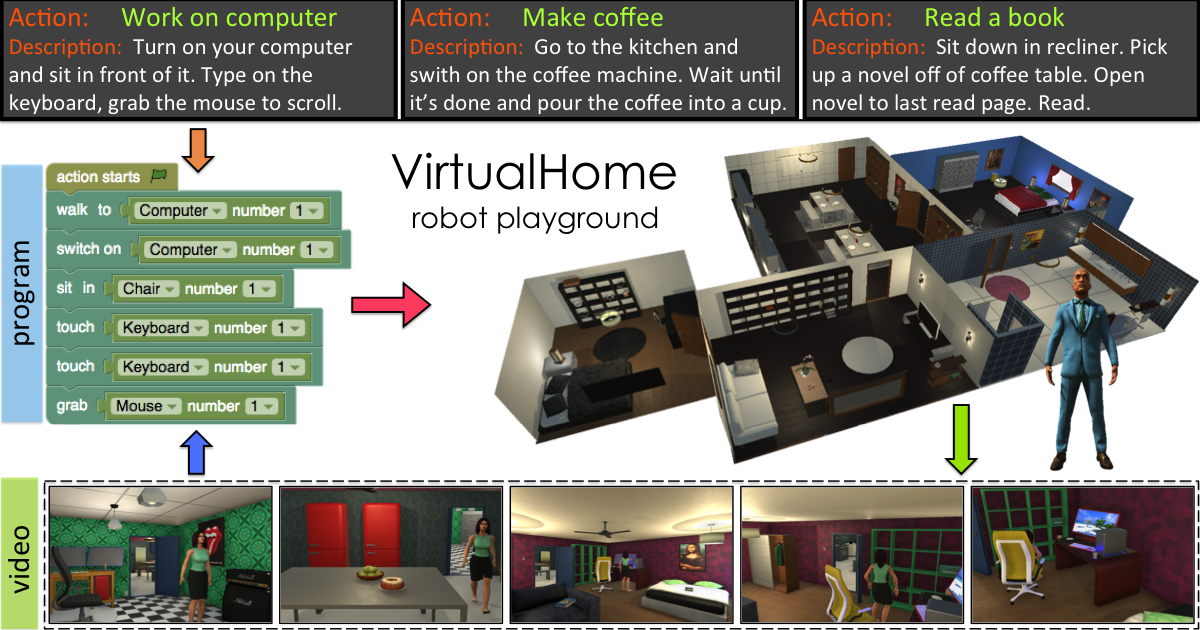 Action: Work on computer
Description: Turn on your computer
and sit in front of it. Type on the
keyboard, grab the mouse to scroll.
Action: Make coffee
Description: Go to the kitchen and
swith on the coffee machine. Wait until
it's done and pour the coffee into a cup.
Action: Read a book
Description: Sit down in recliner. Pick
up a novel off of coffee table. Open
novel to last read page. Read.
program
action starts
walk to Computer number 1
switch on Computer number 1
sit in Chair number 1
touch Keyboard number 1
touch Keyboard number 1
grab Mouse number 1
VirtualHome
robot playground
video